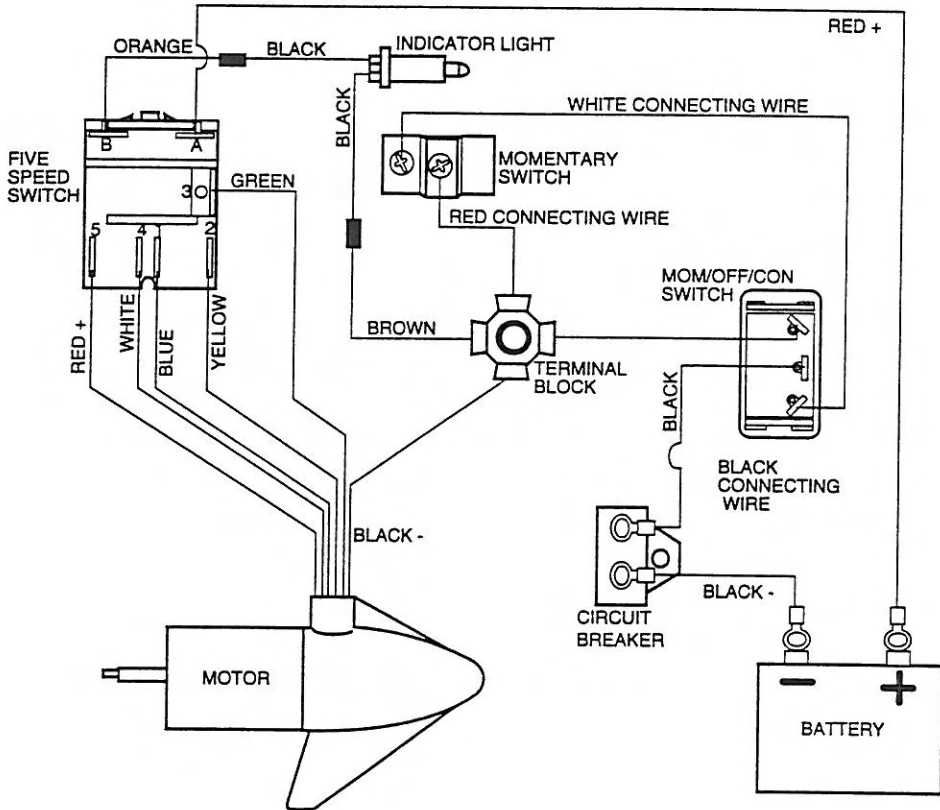 RED +
ORANGE
BLACK
INDICATOR LIGHT
BLACK
WHITE CONNECTING WIRE
B
A
FIVE
SPEED
SWITCH
3
GREEN
MOMENTARY
SWITCH
RED CONNECTING WIRE
5
4
2
MOM/OFF/CON
SWITCH
RED +
WHITE
BLUE
YELLOW
BROWN
TERMINAL
BLOCK
BLACK
BLACK
CONNECTING
WIRE
BLACK -
BLACK -
CIRCUIT
BREAKER
MOTOR
BATTERY